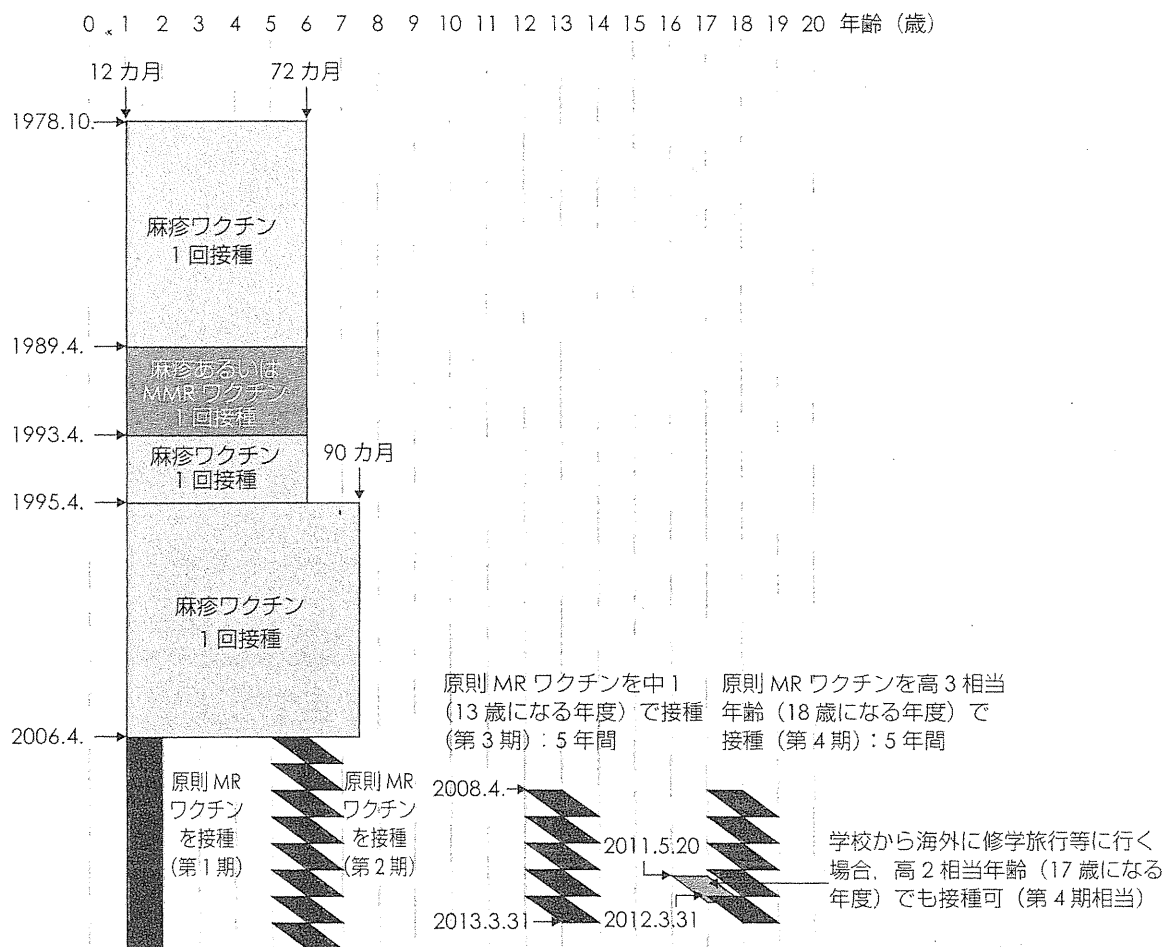 0 1 2 3 4 5 6 7 8 9 10 11 12 13 14 15 16 17 18 19 20 年齢（歳）
12 カ月
72 カ月
1978.10.
麻疹ワクチン
1 回接種
1989.4.
麻疹あるいは
MMR ワクチン
1 回接種
1993.4.
麻疹ワクチン
1 回接種
90 カ月
1995.4.
麻疹ワクチン
1 回接種
原則 MR ワクチンを中 1
（13 歳になる年度）で接種
（第 3 期）：5 年間
原則 MR ワクチンを高 3 相当
年齢（18 歳になる年度）で
接種（第 4 期）：5 年間
2006.4.
原則 MR
ワクチン
を接種
（第 1 期）
原則 MR
ワクチン
を接種
（第 2 期）
2008.4.
2011.5.20
2012.3.31
2013.3.31
学校から海外に修学旅行等に行く
場合，高 2 相当年齢（17 歳になる
年度）でも接種可（第 4 期相当）